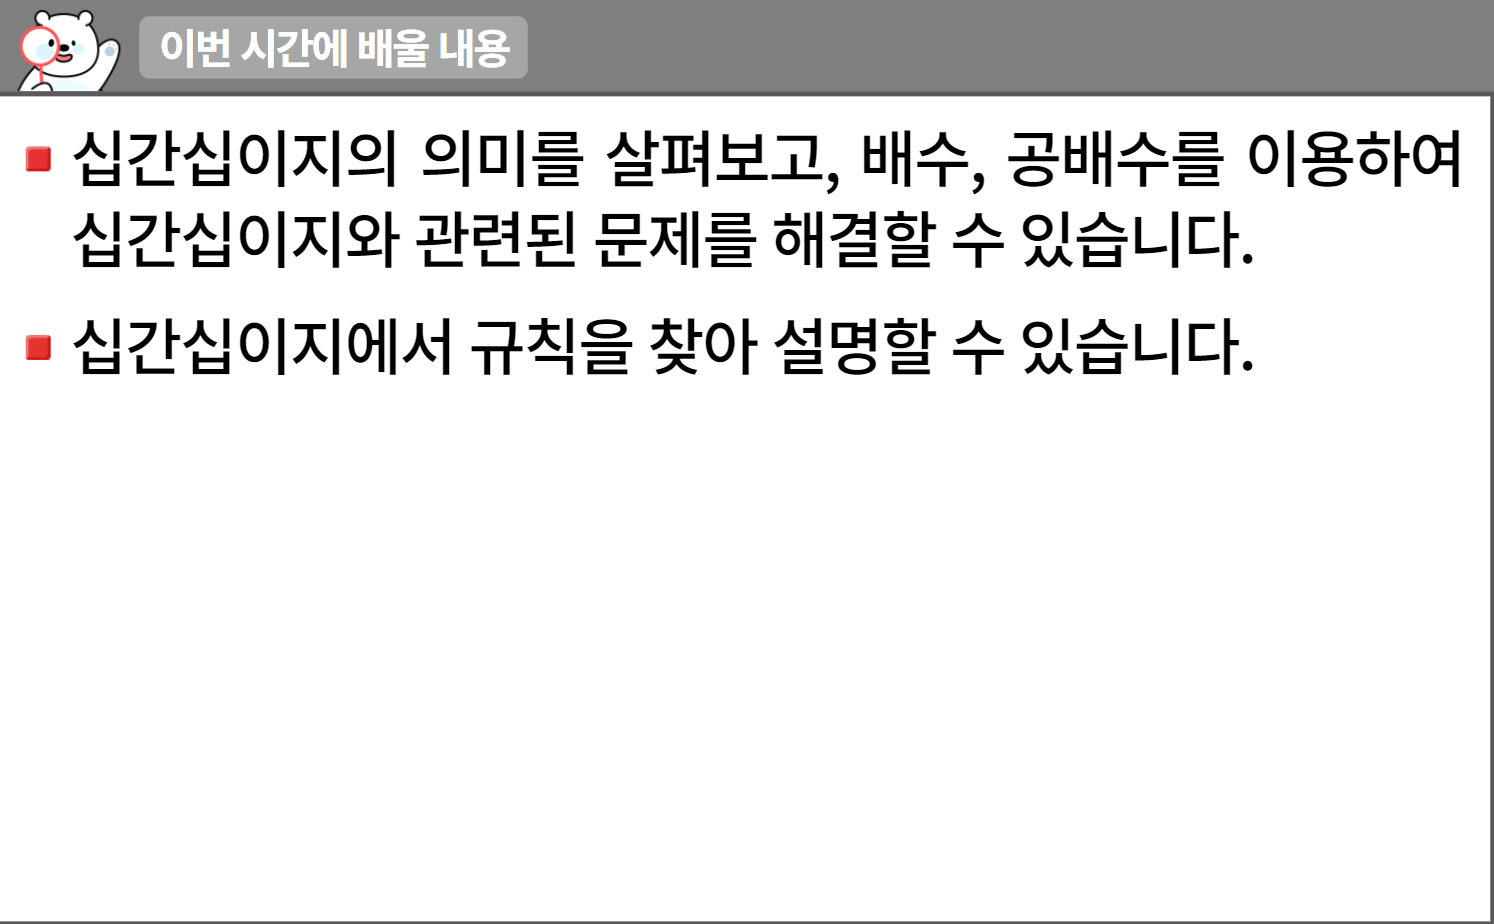 이번 시간에 배울 내용
십간십이지의 의미를 살펴보고, 배수, 공배수를 이용하여
십간십이지와 관련된 문제를 해결할 수 있습니다.
십간십이지에서 규칙을 찾아 설명할 수 있습니다.